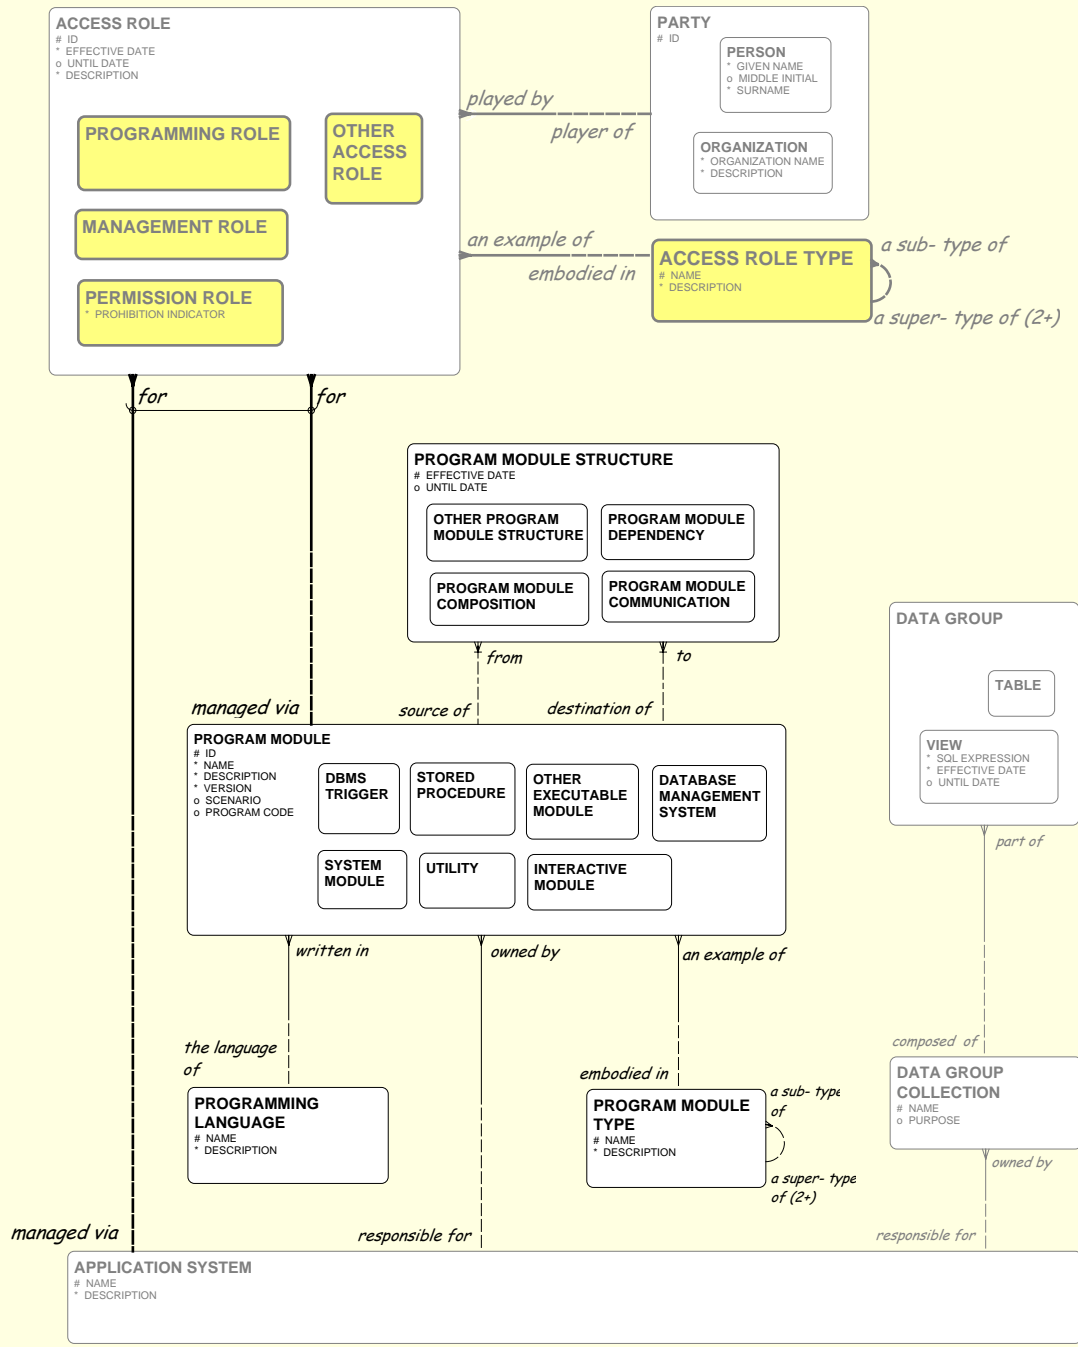 ACCESS ROLE
# ID
* EFFECTIVE DATE
o UNTIL DATE
* DESCRIPTION
PROGRAMMING ROLE
OTHER
ACCESS
ROLE
MANAGEMENT ROLE
PERMISSION ROLE
* PROHIBITION INDICATOR
PARTY
# ID
PERSON
* GIVEN NAME
o MIDDLE INITIAL
* SURNAME
ORGANIZATION
* ORGANIZATION NAME
* DESCRIPTION
played by
player of
an example of
embodied in
ACCESS ROLE TYPE
# NAME
* DESCRIPTION
a sub- type of
a super- type of (2+)
for
for
PROGRAM MODULE STRUCTURE
# EFFECTIVE DATE
o UNTIL DATE
OTHER PROGRAM
MODULE STRUCTURE
PROGRAM MODULE
DEPENDENCY
PROGRAM MODULE
COMPOSITION
PROGRAM MODULE
COMMUNICATION
from
to
managed via
source of
destination of
PROGRAM MODULE
# ID
* NAME
* DESCRIPTION
* VERSION
o SCENARIO
o PROGRAM CODE
DBMS
TRIGGER
STORED
PROCEDURE
OTHER
EXECUTABLE
MODULE
DATABASE
MANAGEMENT
SYSTEM
SYSTEM
MODULE
UTILITY
INTERACTIVE
MODULE
DATA GROUP
TABLE
VIEW
* SQL EXPRESSION
* EFFECTIVE DATE
o UNTIL DATE
part of
written in
owned by
an example of
the language
of
embodied in
composed of
PROGRAMMING
LANGUAGE
# NAME
* DESCRIPTION
PROGRAM MODULE
TYPE
# NAME
* DESCRIPTION
a sub- type
of
a super- type
of (2+)
DATA GROUP
COLLECTION
# NAME
o PURPOSE
owned by
managed via
responsible for
responsible for
APPLICATION SYSTEM
# NAME
* DESCRIPTION